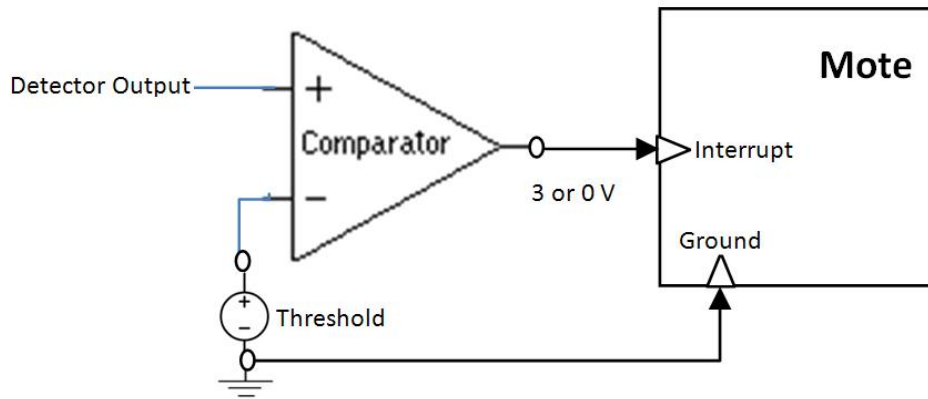 Mote
Detector Output
+
Comparator
Interrupt
−
3 or 0 V
Ground
+
−
Threshold